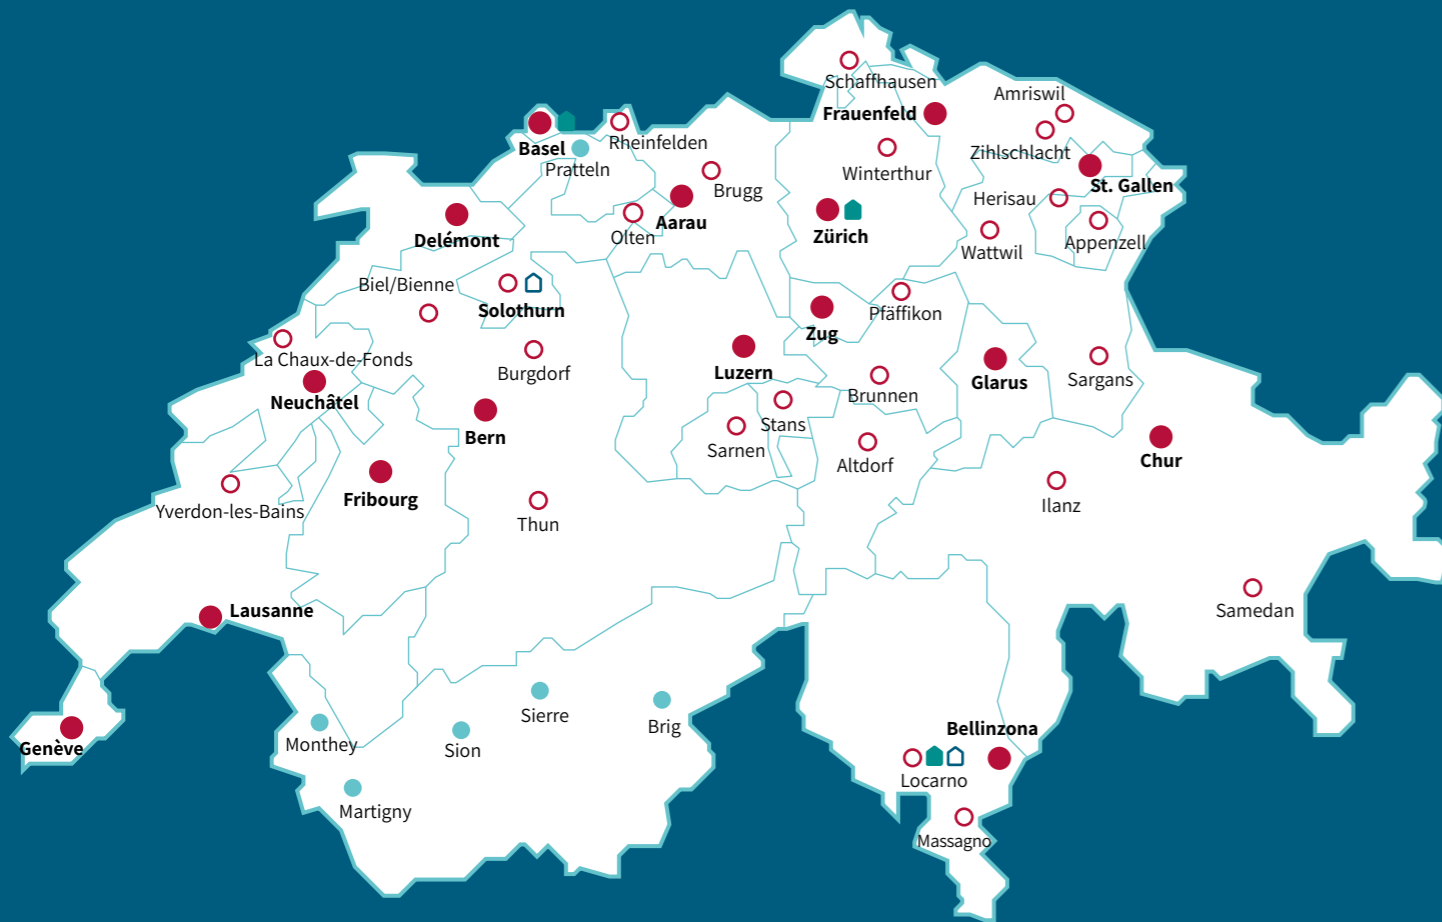 Schaffhausen
Amriswil
Frauenfeld
Rheinfelden
Basel
Zihlschlacht
Pratteln
Winterthur
St. Gallen
Brugg
Herisau
Aarau
Olten
Zürich
Delémont
Appenzell
Wattwil
Biel/Bienne
Solothurn
Pfäffikon
Zug
La Chaux-de-Fonds
Burgdorf
Luzern
Glarus
Sargans
Brunnen
Neuchâtel
Stans
Bern
Sarnen
Altdorf
Chur
Fribourg
Ilanz
Yverdon-les-Bains
Thun
Lausanne
Samedan
Sierre
Brig
Bellinzona
Monthey
Genève
Sion
Locarno
Martigny
Massagno